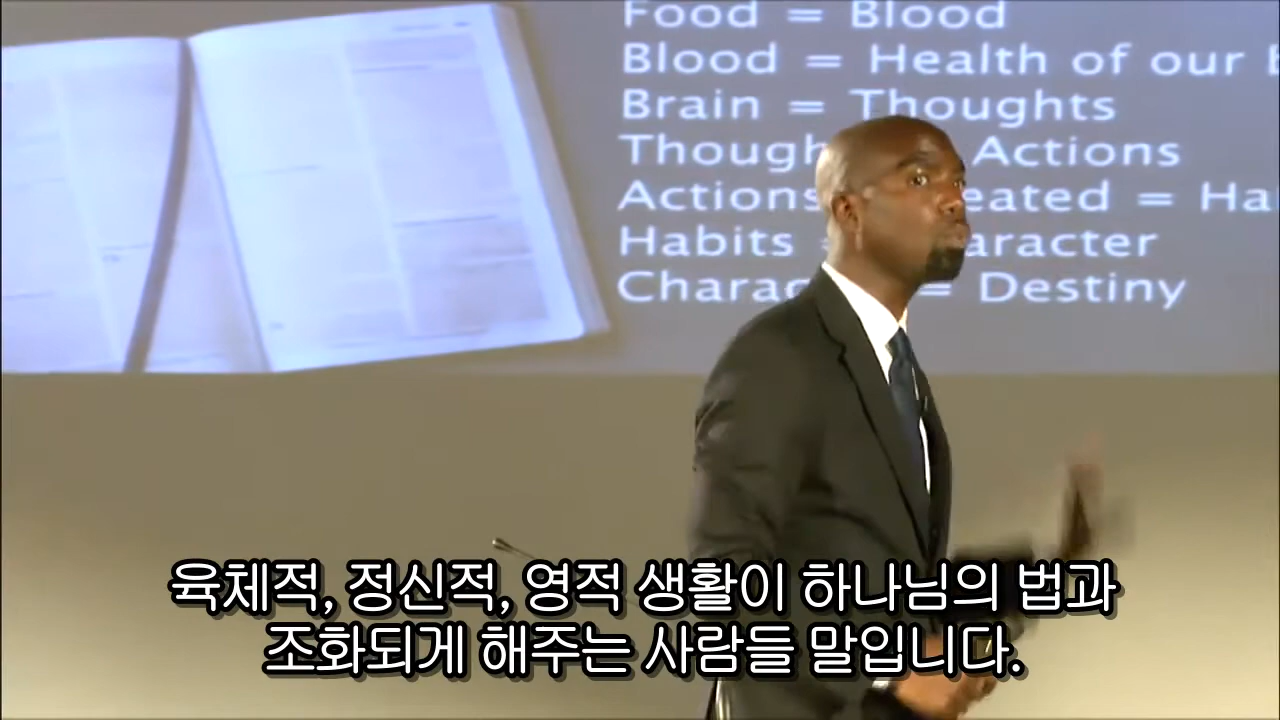 Food = Blood
Blood = Health of our
Brain = Thoughts
Actions
= Ha
Habits
= Destiny
육체적, 정신적, 영적 생활이 하나님의 법과
조화되게 해주는 사람들 말입니다.